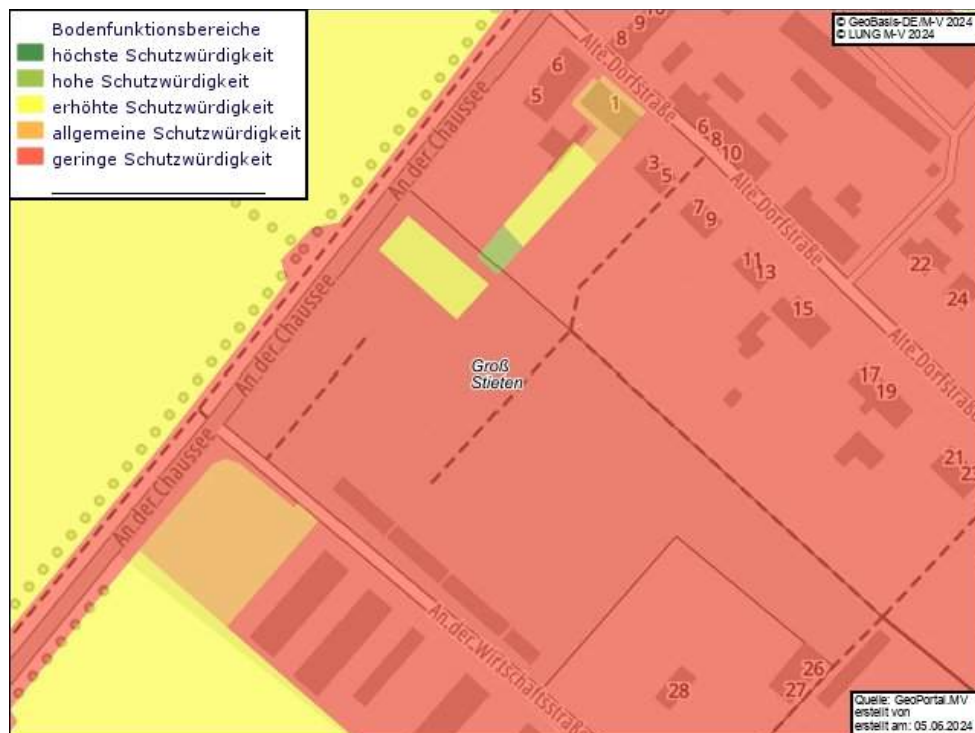 Bodenfunktionsbereiche
höchste Schutzwürdigkeit
hohe Schutzwürdigkeit
erhöhte Schutzwürdigkeit
allgemeine Schutzwürdigkeit
geringe Schutzwürdigkeit
© GeoBasis-DE/M-V 2024
© LUNG M-V 2024
9
8
6
5
1
Alte Dorfstraße
An der Chaussee
6
8
10
3
5
7
9
Alte Dorfstraße
11
13
15
22
24
An der Chaussee
Groß
Stieten
Alte Dorfstraße
17
19
21
An der Chaussee
An der Wirtschaftsstraße
28
26
27
Quelle: GeoPortal.MV
erstellt von
erstellt am: 05.06.2024